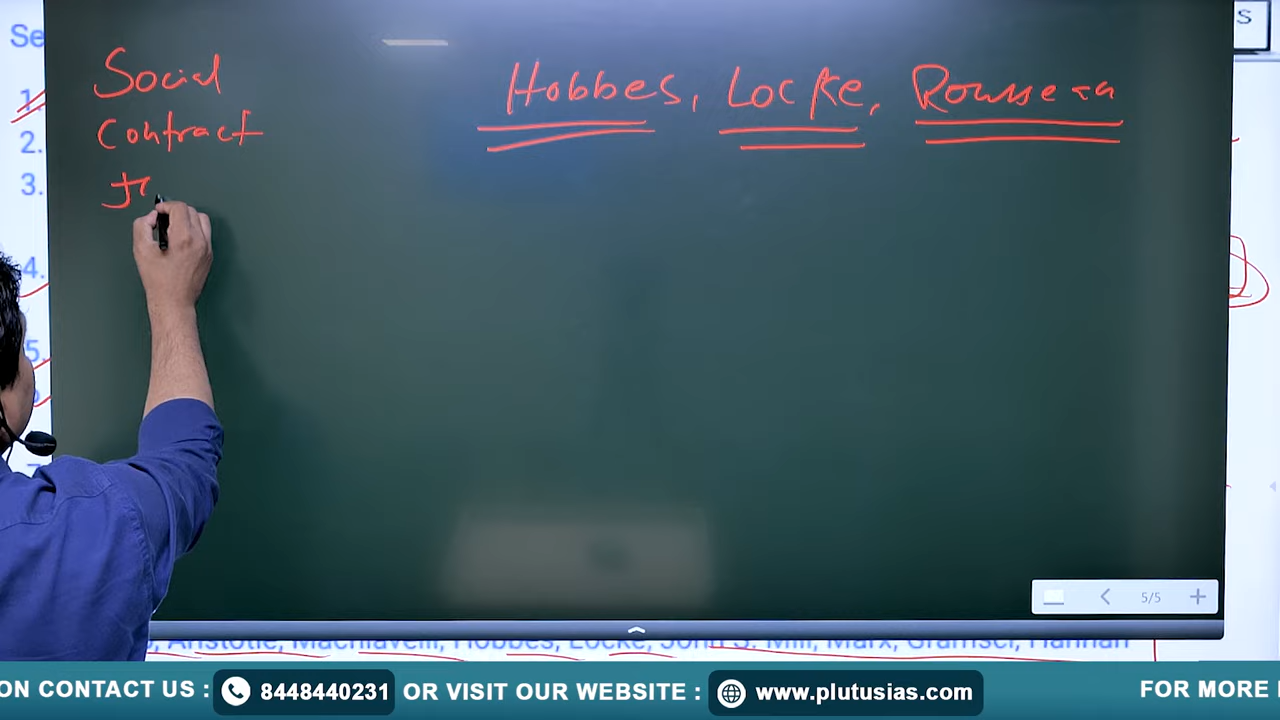 Se
S
Social
Hobbes, Locke, Rousseau
1.
Contract
2.
3.
4.
5.
5/5
, Aristotle, Machiavelli, Hobbes, Locke, John S. Mill, Marx, Gramsci, Hannah
ON CONTACT US : 8448440231 OR VISIT OUR WEBSITE : www.plutusias.com FOR MORE